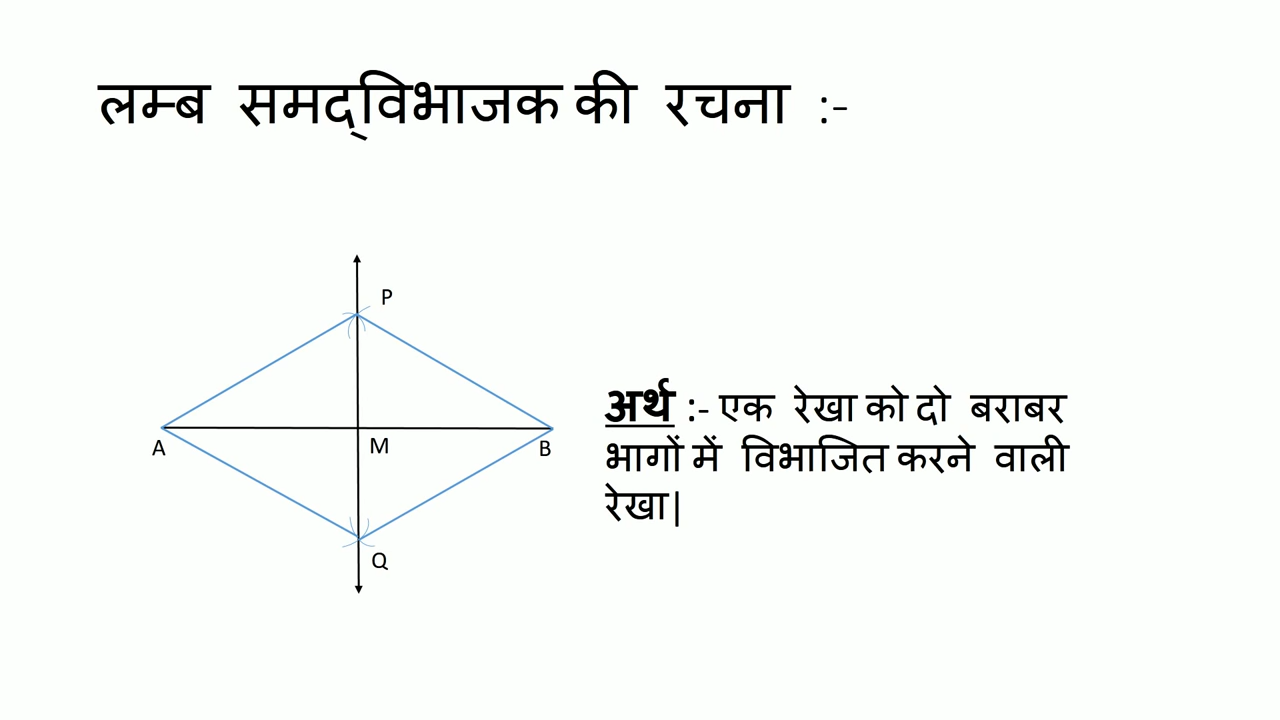 लम्ब समद्‌विभाजक की रचना :-
P
A
M
B
Q
अर्थ :- एक रेखा को दो बराबर
भागों में विभाजित करने वाली
रेखा|